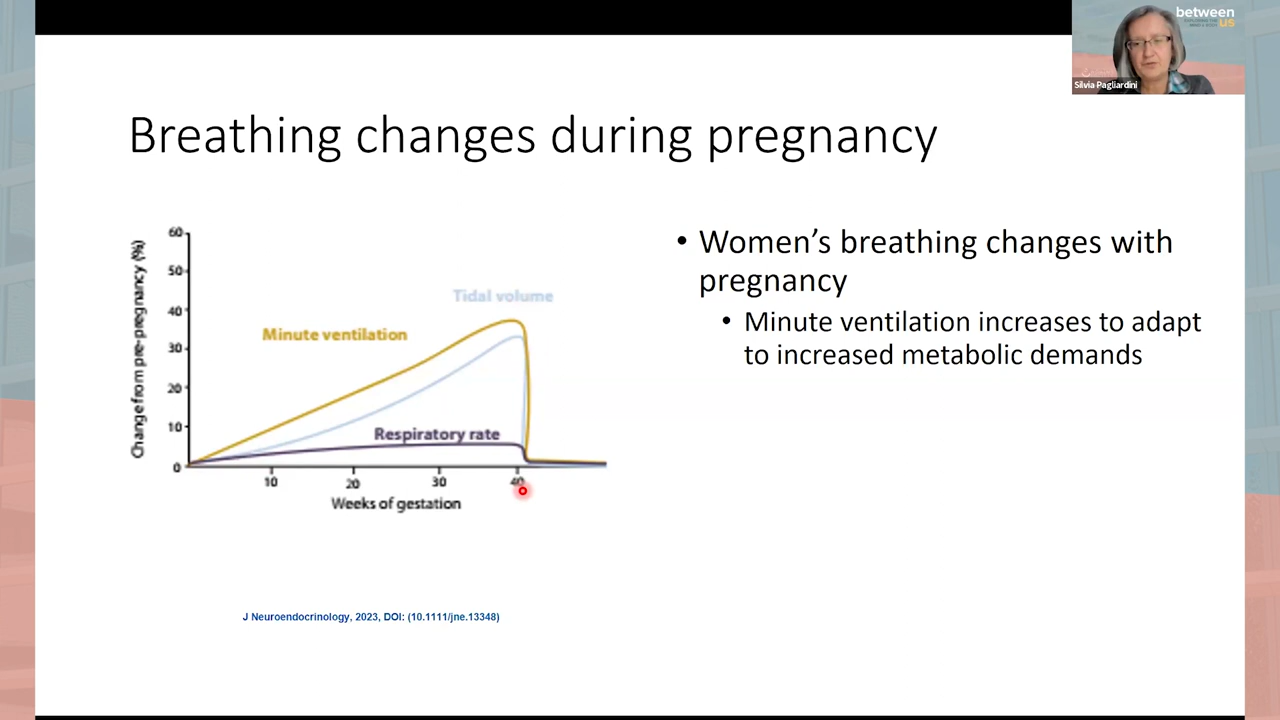 between
us
Silvia Pagliardini
Breathing changes during pregnancy
Change from pre-pregnancy (%)
60
50
40
30
20
10
0
Tidal volume
Minute ventilation
Respiratory rate
10
20
30
40
Weeks of gestation
• Women’s breathing changes with
pregnancy
• Minute ventilation increases to adapt
to increased metabolic demands
J Neuroendocrinology, 2023, DOI: (10.1111/jne.13348)